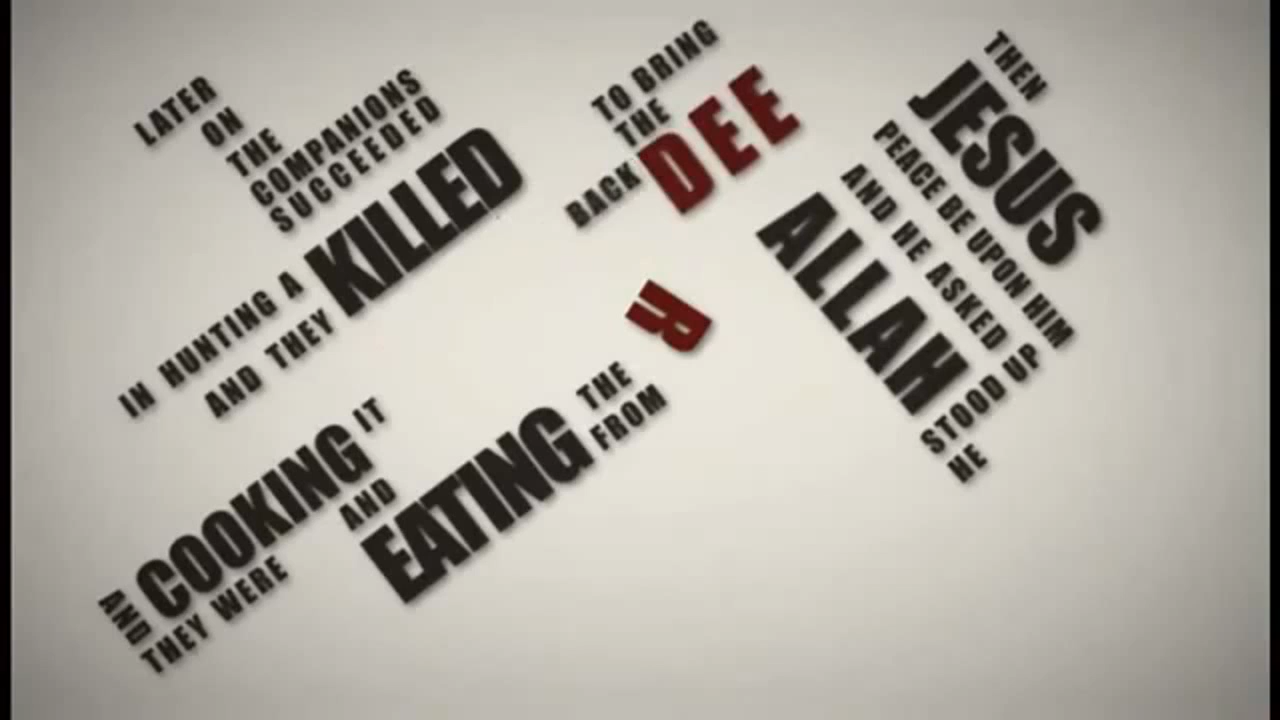 LATER
ON
THE
COMPANIONS
SUCCEEDED
IN HUNTING A
AND THEY KILLED
IT
AND COOKING
THEY WERE
AND
EATING
THE
FROM
DEE
R
TO BRING
THE
BACK
THEN
JESUS
PEACE BE UPON HIM
STOOD UP
HE
AND HE ASKED
ALLAH